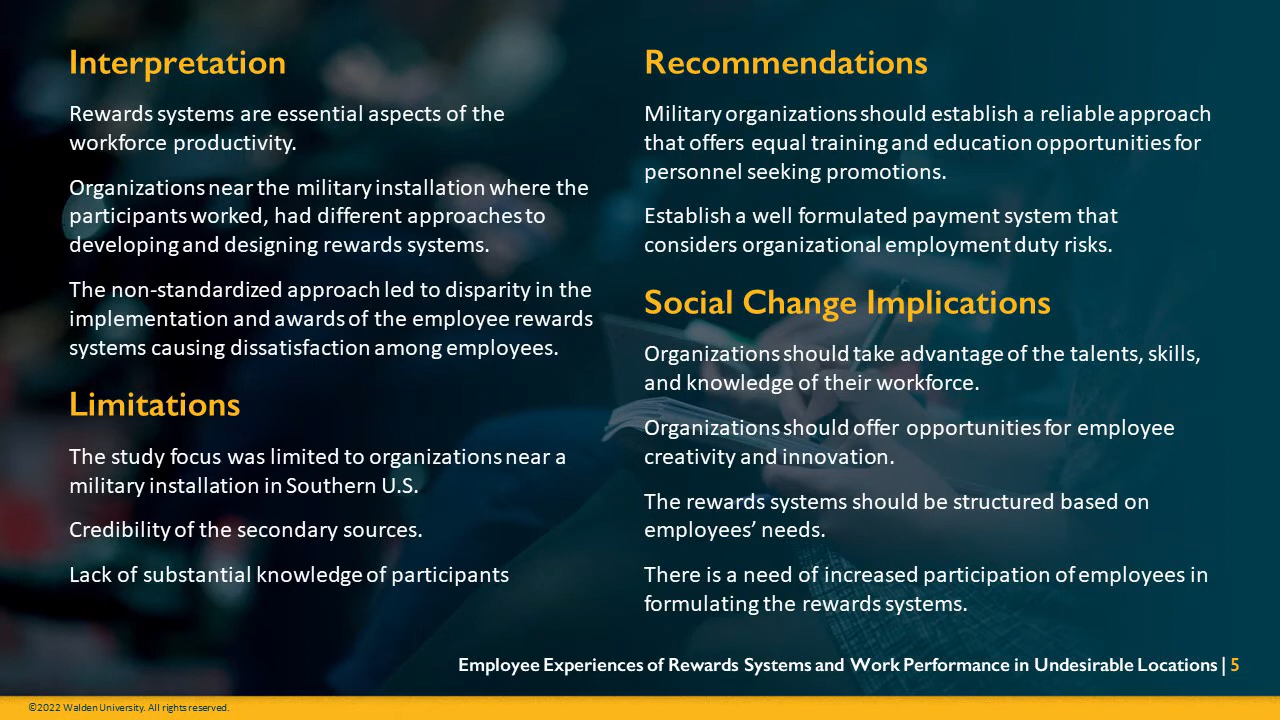 Interpretation
Rewards systems are essential aspects of the
workforce productivity.
Organizations near the military installation where the
participants worked, had different approaches to
developing and designing rewards systems.
The non-standardized approach led to disparity in the
implementation and awards of the employee rewards
systems causing dissatisfaction among employees.
Limitations
The study focus was limited to organizations near a
military installation in Southern U.S.
Credibility of the secondary sources.
Lack of substantial knowledge of participants
Recommendations
Military organizations should establish a reliable approach
that offers equal training and education opportunities for
personnel seeking promotions.
Establish a well formulated payment system that
considers organizational employment duty risks.
Social Change Implications
Organizations should take advantage of the talents, skills,
and knowledge of their workforce.
Organizations should offer opportunities for employee
creativity and innovation.
The rewards systems should be structured based on
employees’ needs.
There is a need of increased participation of employees in
formulating the rewards systems.
Employee Experiences of Rewards Systems and Work Performance in Undesirable Locations | 5
©2022 Walden University. All rights reserved.